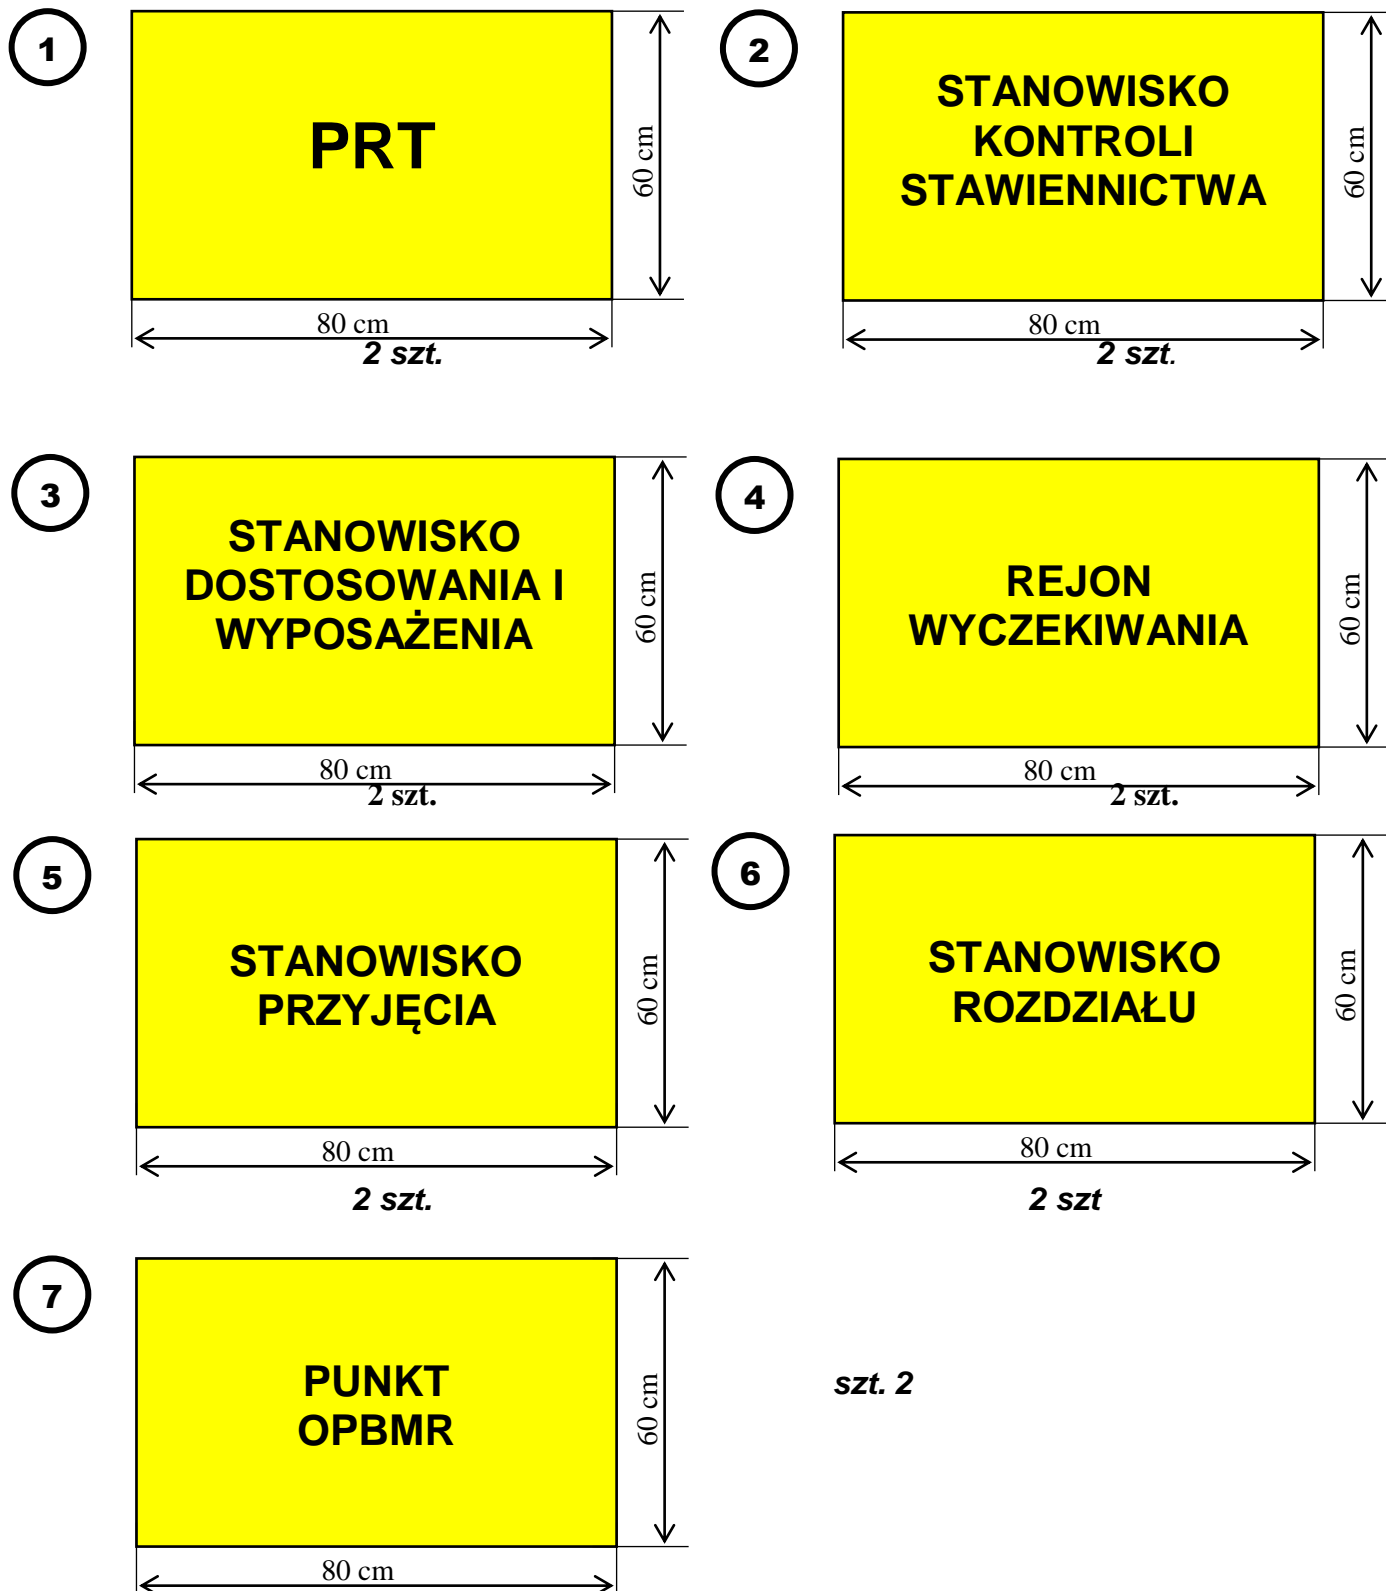 1
PRT
60 cm
80 cm
2 szt.
2
STANOWISKO
KONTROLI
STAWIENNICTWA
60 cm
80 cm
2 szt.
3
STANOWISKO
DOSTOSOWANIA I
WYPOSAŻENIA
60 cm
80 cm
2 szt.
4
REJON
WYCZEKIWANIA
60 cm
80 cm
2 szt.
5
STANOWISKO
PRZYJĘCIA
60 cm
80 cm
2 szt.
6
STANOWISKO
ROZDZIAŁU
60 cm
80 cm
2 szt
7
PUNKT
OPBMR
60 cm
80 cm
szt. 2